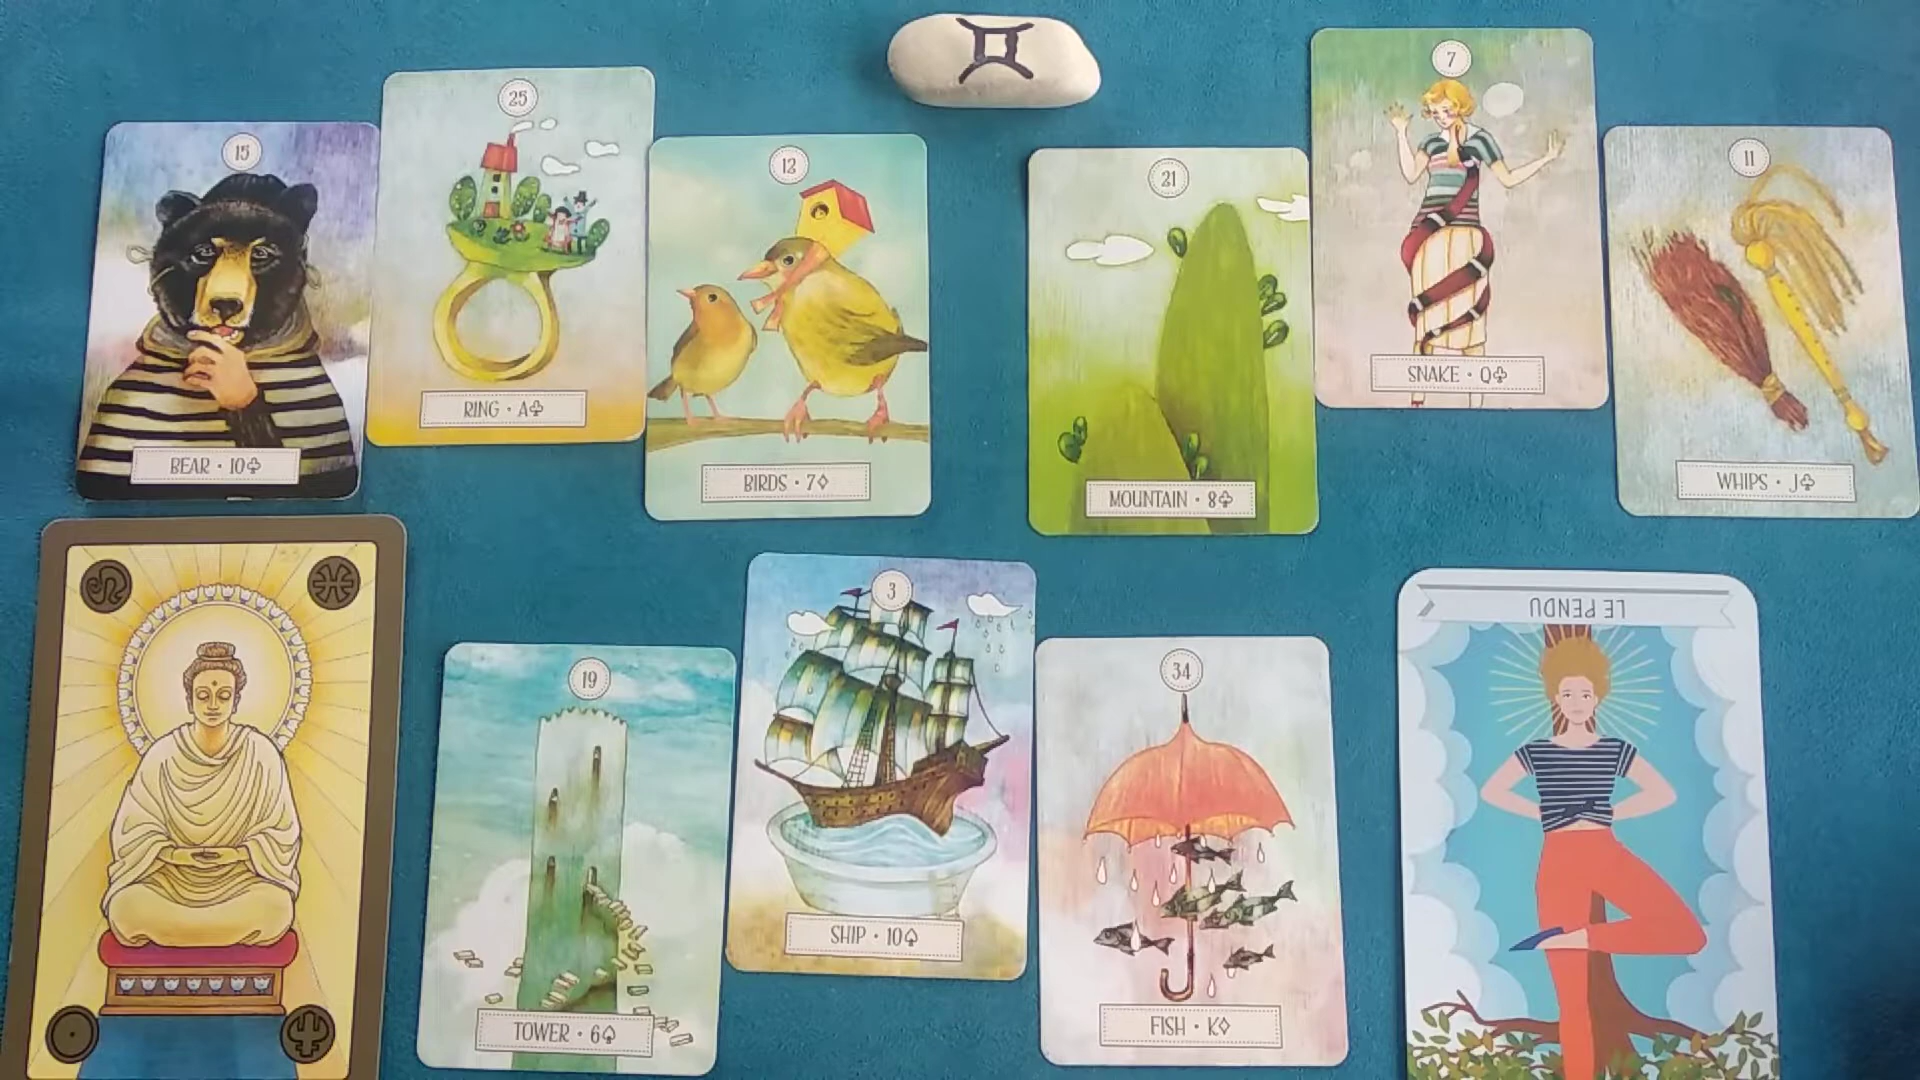 15
BEAR · 10♧
25
RING · A♧
12
BIRDS · 7♢
21
MOUNTAIN · 8♧
7
SNAKE · Q♧
11
WHIPS · J♧
19
TOWER · 6♤
3
SHIP · 10♤
34
FISH · K♢
LE PENDU